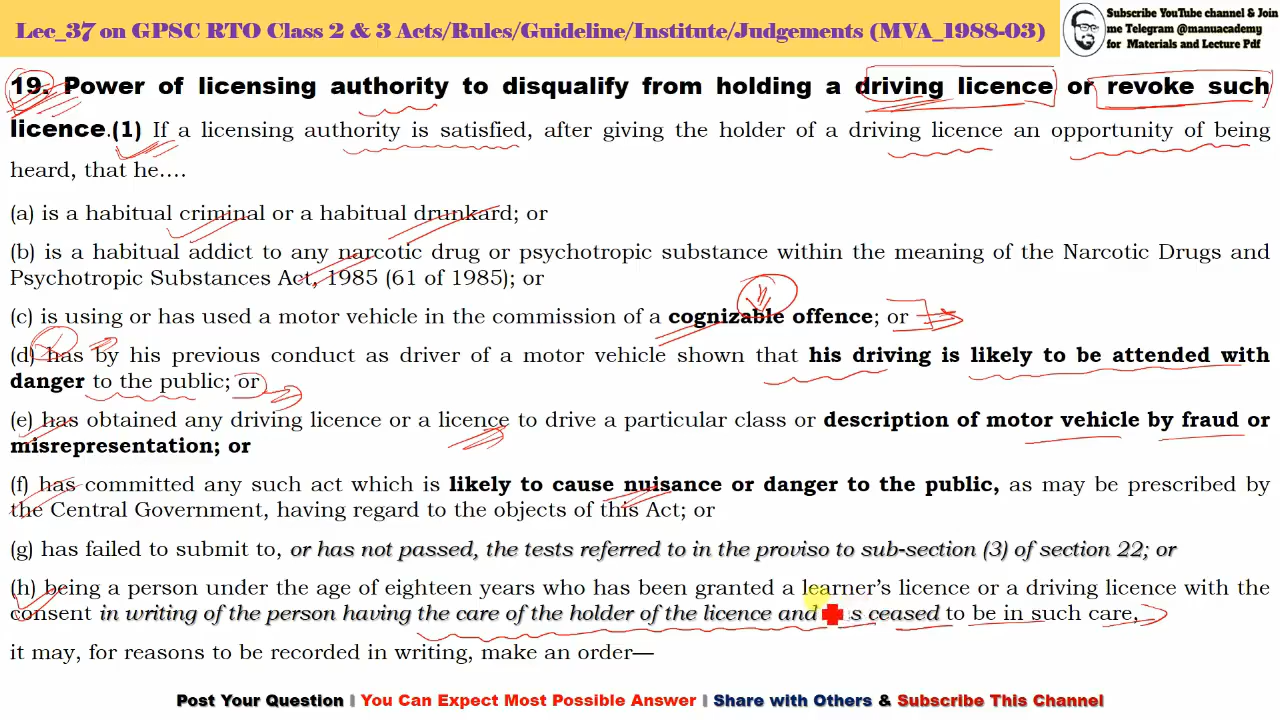 Lec_37 on GPSC RTO Class 2 & 3 Acts/Rules/Guideline/Institute/Judgements (MVA_1988-03)
Subscribe YouTube channel & Join
me Telegram @manuacademy
for Materials and Lecture Pdf
19. Power of licensing authority to disqualify from holding a driving licence or revoke such
licence.(1) If a licensing authority is satisfied, after giving the holder of a driving licence an opportunity of being
heard, that he....
(a) is a habitual criminal or a habitual drunkard; or
(b) is a habitual addict to any narcotic drug or psychotropic substance within the meaning of the Narcotic Drugs and
Psychotropic Substances Act, 1985 (61 of 1985); or
(c) is using or has used a motor vehicle in the commission of a cognizable offence; or
(d) has by his previous conduct as driver of a motor vehicle shown that his driving is likely to be attended with
danger to the public; or
(e) has obtained any driving licence or a licence to drive a particular class or description of motor vehicle by fraud or
misrepresentation; or
(f) has committed any such act which is likely to cause nuisance or danger to the public, as may be prescribed by
the Central Government, having regard to the objects of this Act; or
(g) has failed to submit to, or has not passed, the tests referred to in the proviso to sub-section (3) of section 22; or
(h) being a person under the age of eighteen years who has been granted a learner's licence or a driving licence with the
consent in writing of the person having the care of the holder of the licence and ceased to be in such care,
it may, for reasons to be recorded in writing, make an order—
Post Your Question | You Can Expect Most Possible Answer | Share with Others & Subscribe This Channel